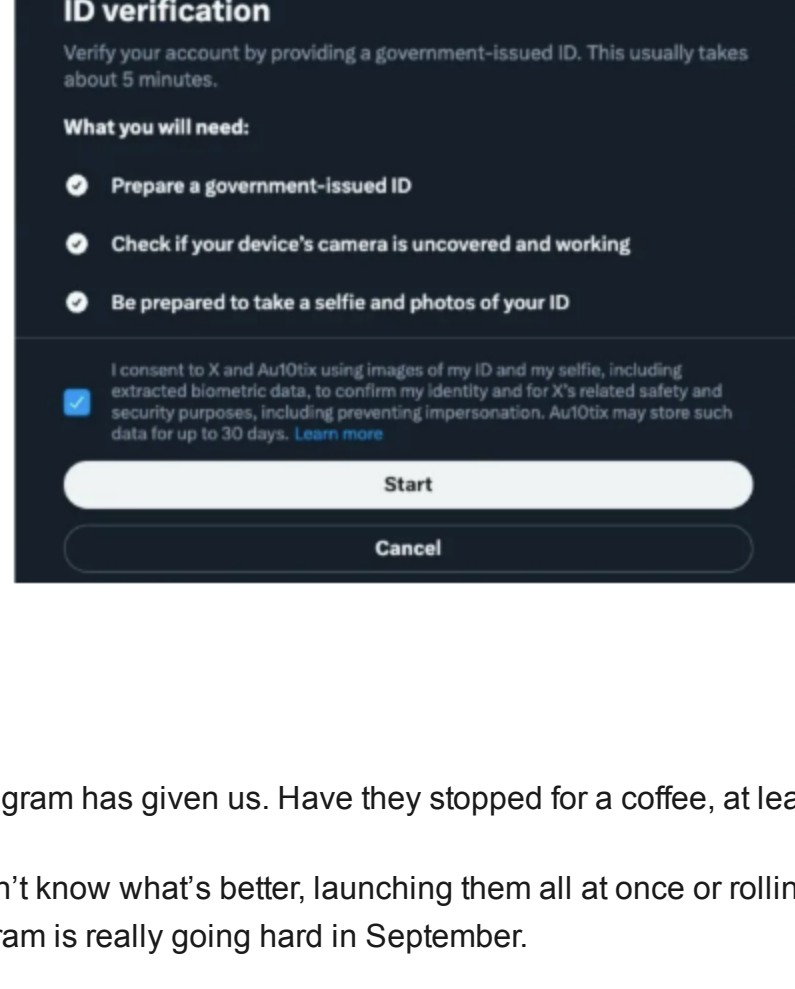 ID verification
Verify your account by providing a government-issued ID. This usually takes
about 5 minutes.
What you will need:
Prepare a government-issued ID
Check if your device's camera is uncovered and working
Be prepared to take a selfie and photos of your ID
I consent to X and Au10tix using images of my ID and my selfie, including
extracted biometric data, to confirm my identity and for X's related safety and
security purposes, including preventing impersonation. Au10tix may store such
data for up to 30 days. Learn more
Start
Cancel
gram has given us. Have they stopped for a coffee, at lea
n’t know what’s better, launching them all at once or rollin
ram is really going hard in September.